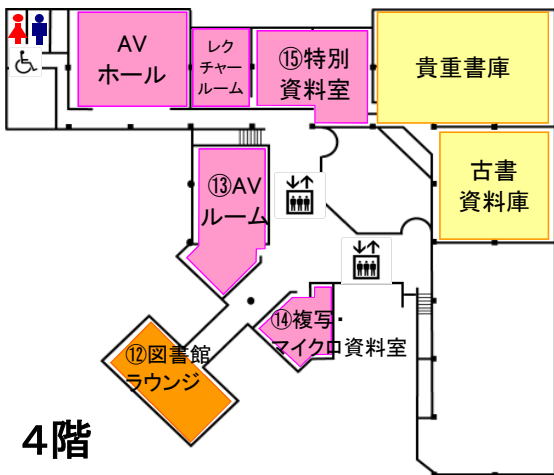 AV
ホール
レク
チャー
ルーム
⑮特別
資料室
貴重書庫
古書
資料庫
⑬AV
ルーム
⑭複写・
マイクロ資料室
⑫図書館
ラウンジ
4階